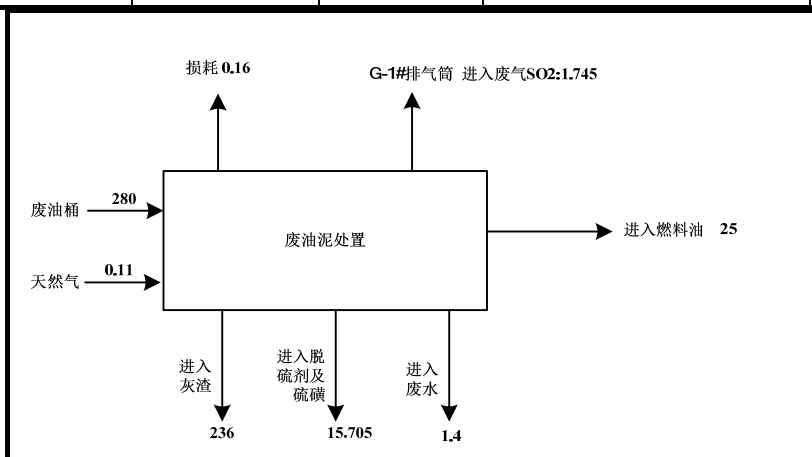 损耗 0.16
G-1#排气筒 进入废气SO2:1.745
280
废油桶
废油泥处置
进入燃料油 25
0.11
天然气
进入
灰渣
进入脱
硫剂及
硫磺
进入
废水
236
15.705
1.4